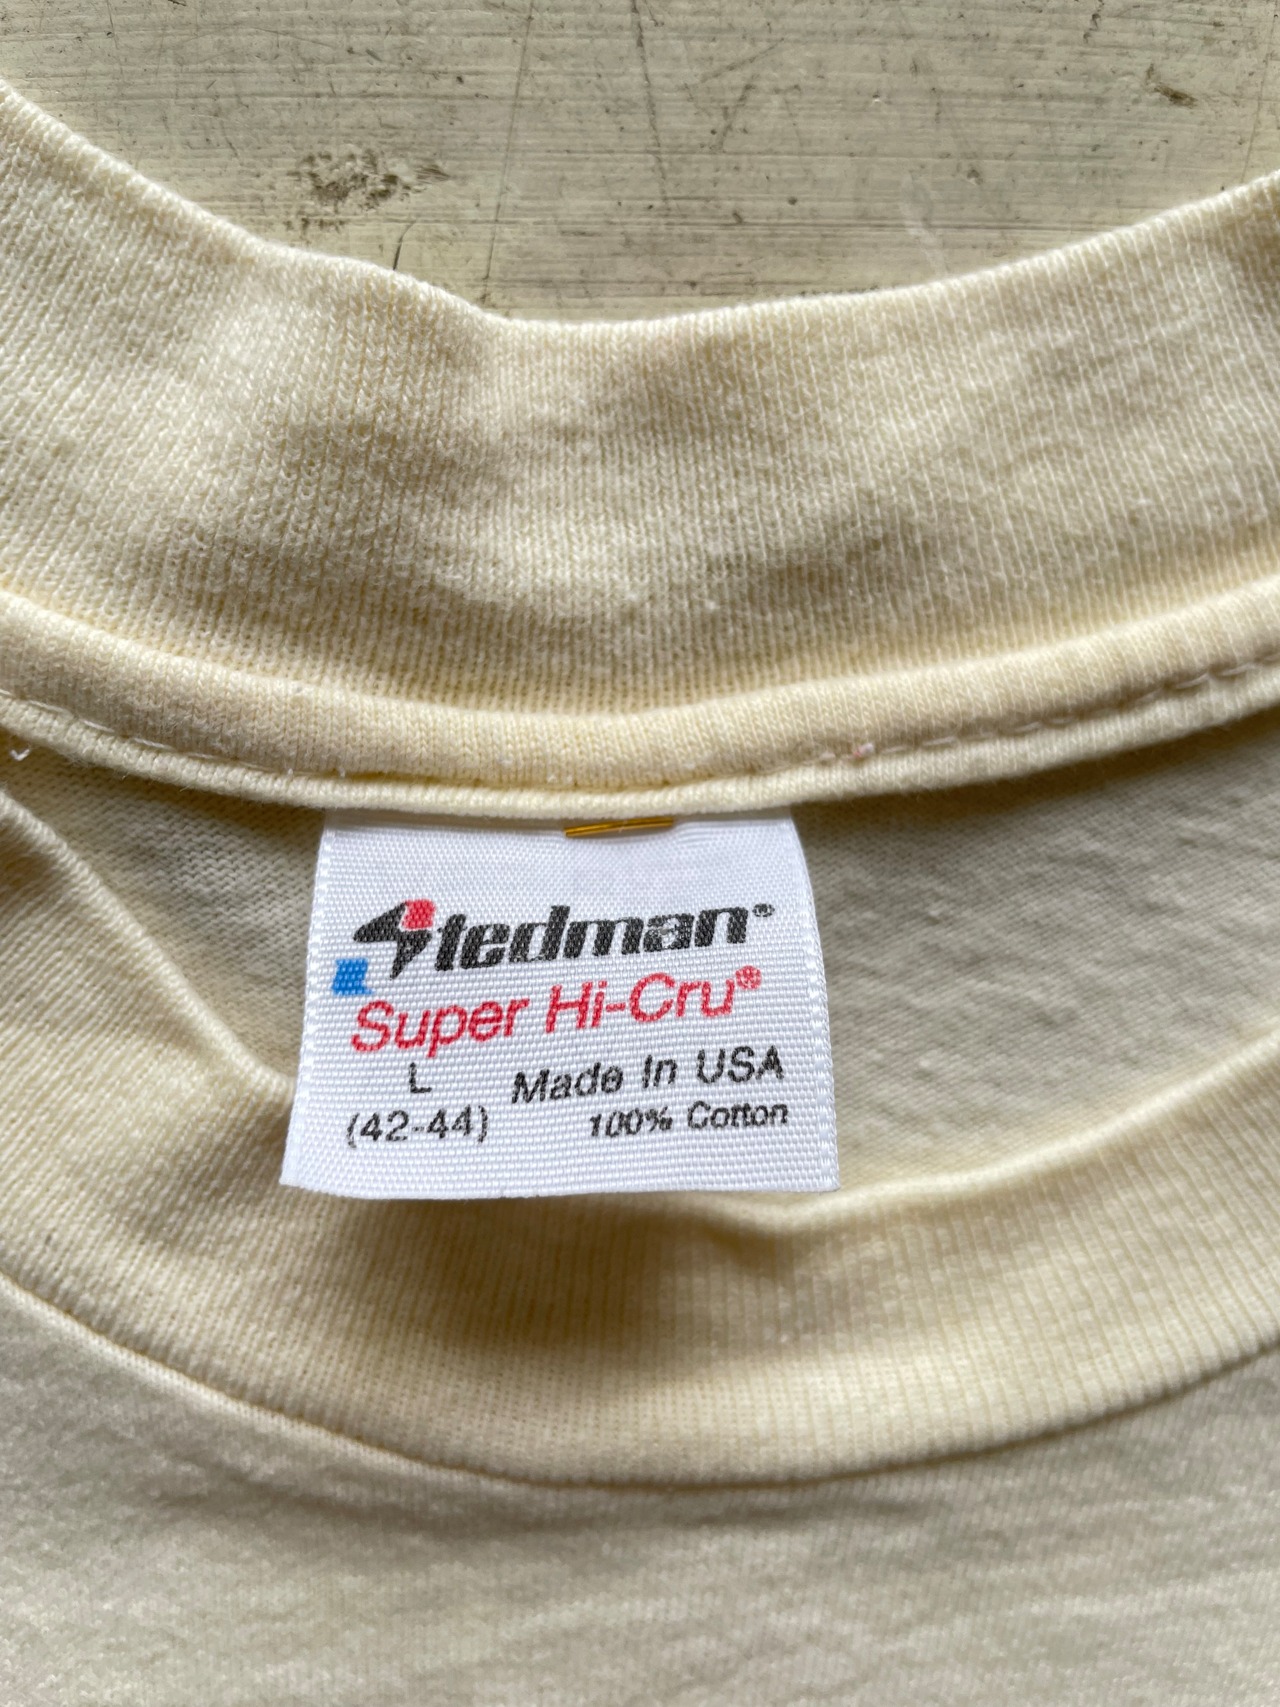 Stedman®
Super Hi-Cru®
L Made In USA
(42-44) 100% Cotton